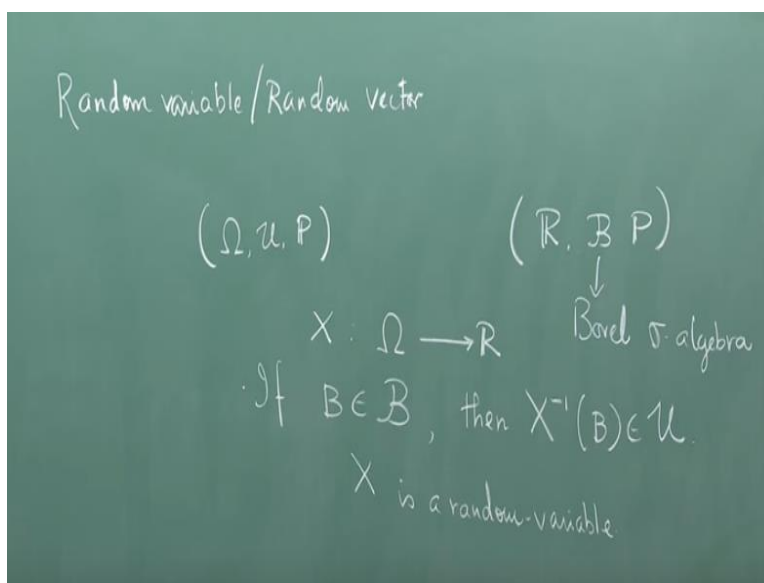 Random variable/Random vector
(Ω, 𝒰, P) (ℝ, ℬ P)
↓
X : Ω ⟶ ℝ Borel σ-algebra
·If B ∈ ℬ, then X⁻¹(B) ∈ 𝒰.
X is a random-variable